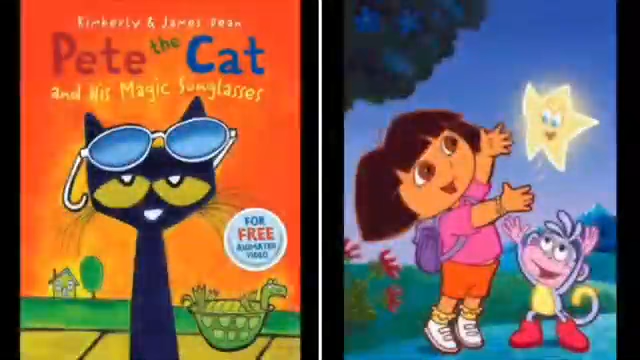 Kimberly & James Dean
Pete the Cat
and His Magic Sunglasses
FOR
FREE
ANIMATED
VIDEO